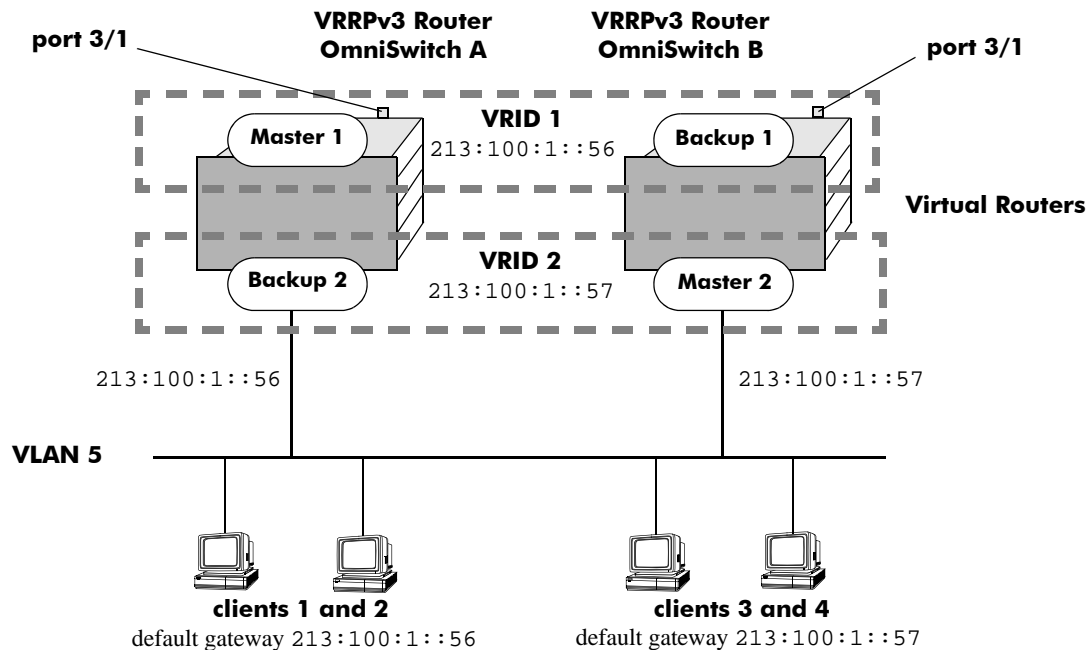 VRRPv3 Router
OmniSwitch A
VRRPv3 Router
OmniSwitch B
port 3/1
port 3/1
VRID 1
213:100:1::56
Master 1
Backup 1
Virtual Routers
VRID 2
213:100:1::57
Backup 2
Master 2
213:100:1::56
213:100:1::57
VLAN 5
clients 1 and 2
default gateway 213:100:1::56
clients 3 and 4
default gateway 213:100:1::57